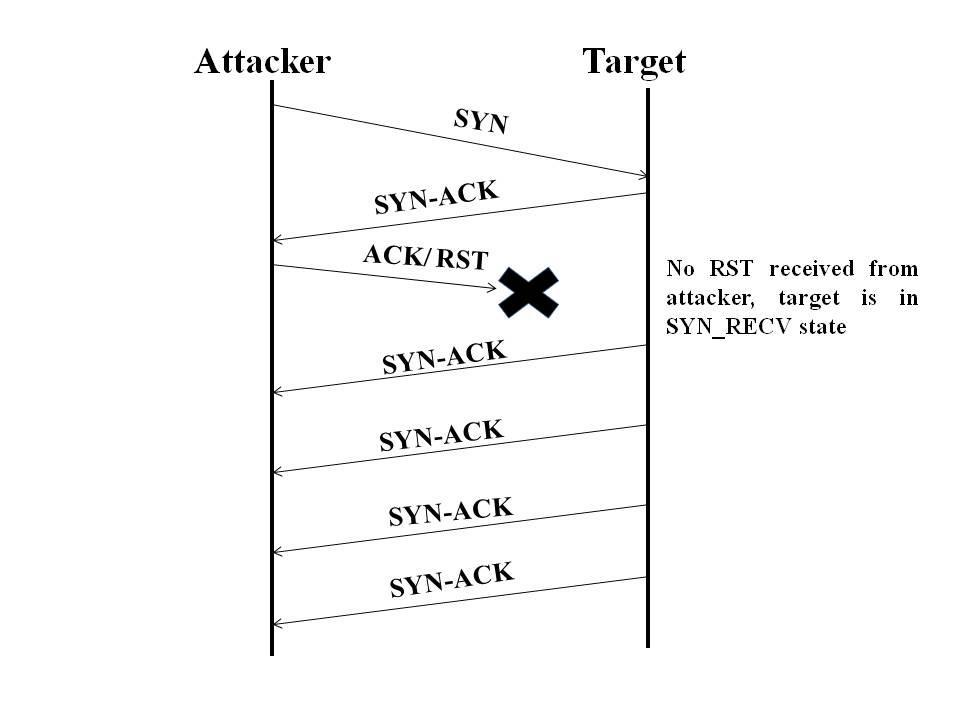 Attacker
Target
SYN
SYN-ACK
ACK/ RST
No RST received from
attacker, target is in
SYN_RECV state
SYN-ACK
SYN-ACK
SYN-ACK
SYN-ACK